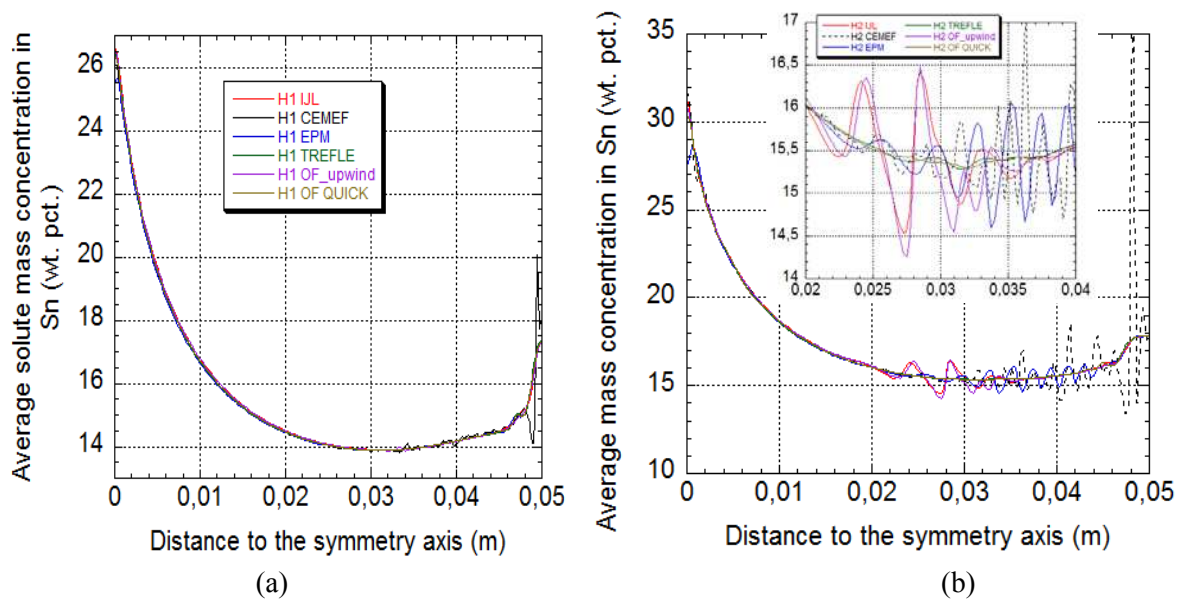 Average solute mass concentration in
Sn (wt. pct.)
26
24
22
20
18
16
14
H1 IJL
H1 CEMEF
H1 EPM
H1 TREFLE
H1 OF_upwind
H1 OF QUICK
0
0,01
0,02
0,03
0,04
0,05
Distance to the symmetry axis (m)
(a)
Average mass concentration in Sn (wt. pct.)
35
30
25
20
15
10
17
16,5
16
15,5
15
14,5
14
H2 IJL
H2 CEMEF
H2 EPM
H2 TREFLE
H2 OF_upwind
H2 OF QUICK
0,02
0,025
0,03
0,035
0,04
0
0,01
0,02
0,03
0,04
0,05
Distance to the symmetry axis (m)
(b)